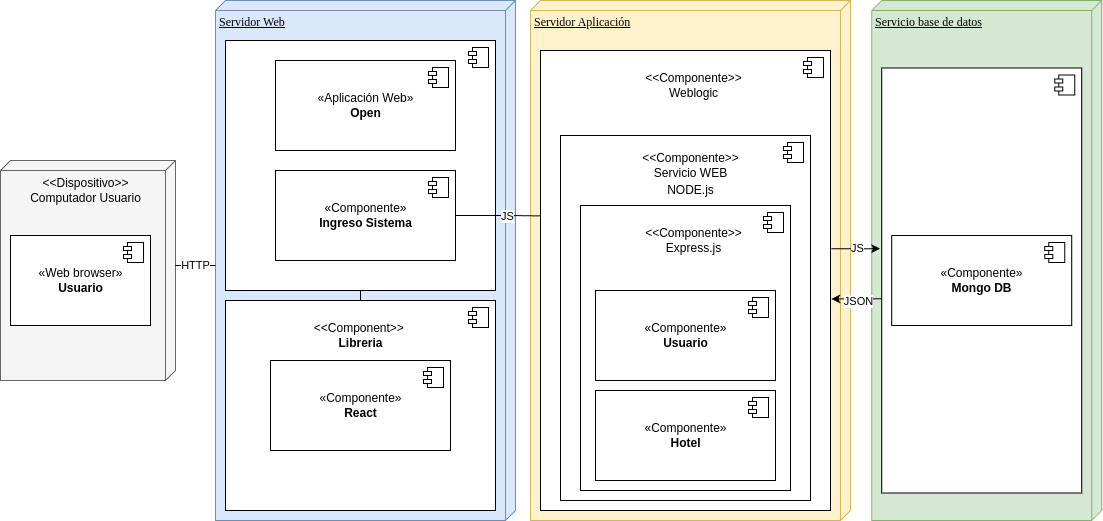 Servidor Web
Servidor Aplicación
Servicio base de datos
<<Dispositivo>>
Computador Usuario
«Web browser»
Usuario
HTTP
«Aplicación Web»
Open
«Componente»
Ingreso Sistema
JS
<<Component>>
Libreria
«Componente»
React
<<Componente>>
Weblogic
<<Componente>>
Servicio WEB
NODE.js
<<Componente>>
Express.js
«Componente»
Usuario
«Componente»
Hotel
JS
JSON
«Componente»
Mongo DB